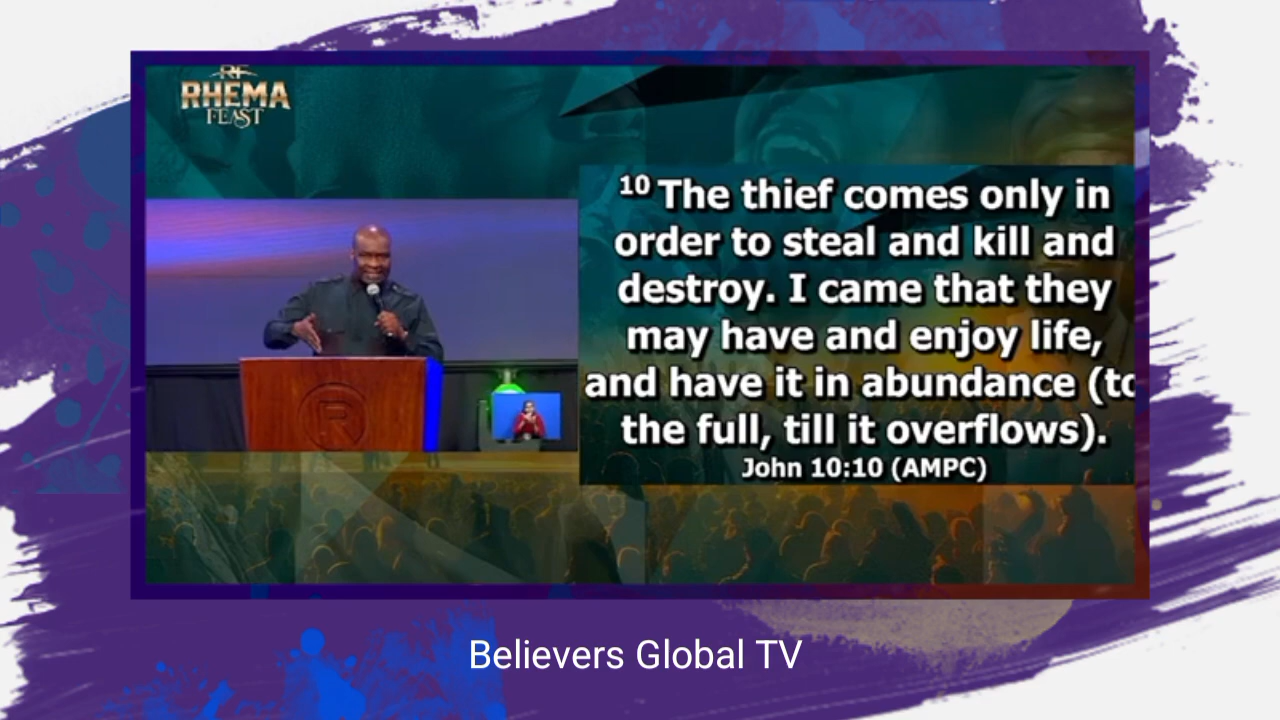 RF
RHEMA
FEAST
10 The thief comes only in
order to steal and kill and
destroy. I came that they
may have and enjoy life,
and have it in abundance (to
the full, till it overflows).
John 10:10 (AMPC)
R
Believers Global TV